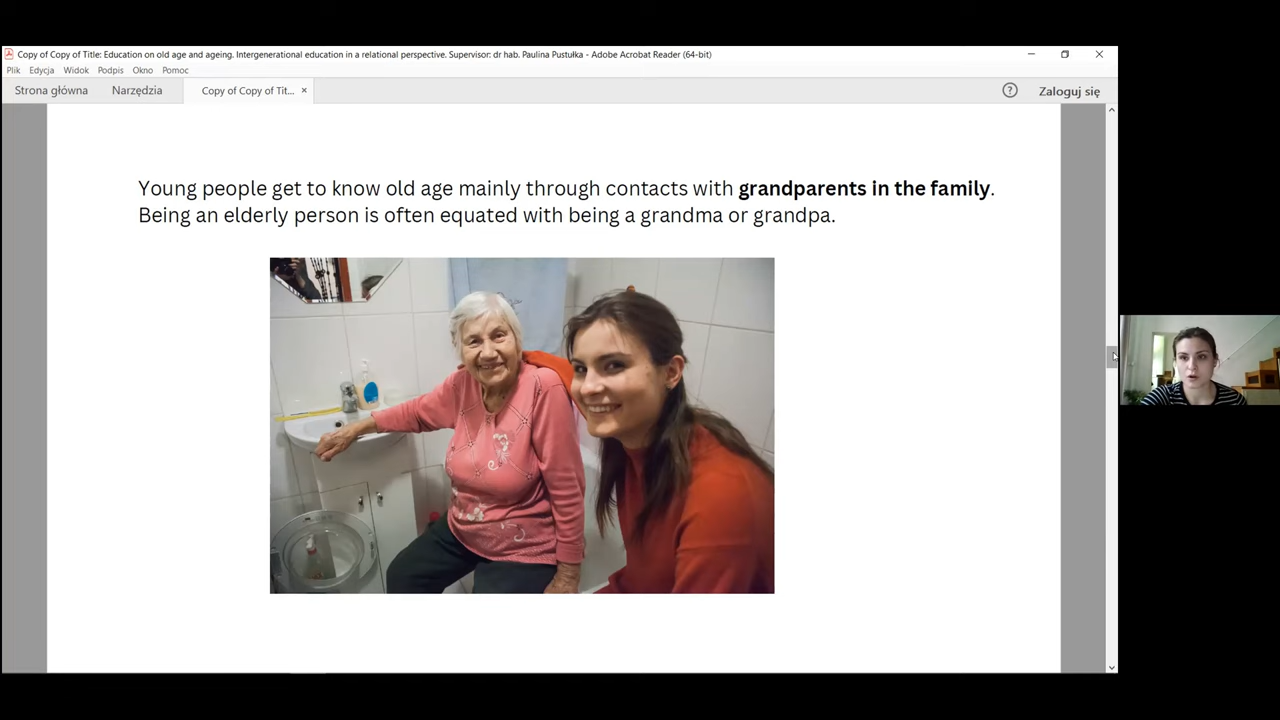 Copy of Copy of Title: Education on old age and ageing. Intergenerational education in a relational perspective. Supervisor: dr hab. Paulina Pustułka - Adobe Acrobat Reader (64-bit)
Plik Edycja Widok Podpis Okno Pomoc
Strona główna Narzędzia Copy of Copy of Tit... × ? Zaloguj się
Young people get to know old age mainly through contacts with grandparents in the family.
Being an elderly person is often equated with being a grandma or grandpa.